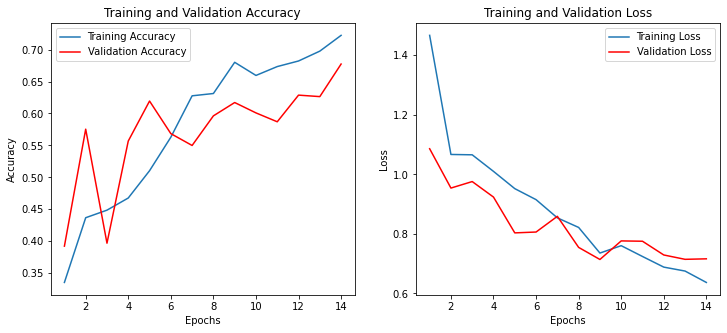 Training and Validation Accuracy
Training Accuracy
Validation Accuracy
Accuracy
0.70
0.65
0.60
0.55
0.50
0.45
0.40
0.35
2 4 6 8 10 12 14
Epochs
Training and Validation Loss
Training Loss
Validation Loss
Loss
1.4
1.2
1.0
0.8
0.6
2 4 6 8 10 12 14
Epochs